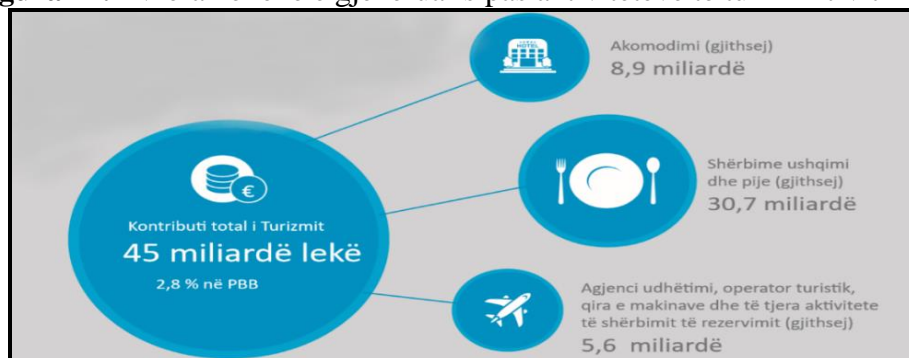 HOTEL
Akomodimi (gjithsej)
8,9 miliardë
Kontributi total i Turizmit
45 miliardë lekë
2,8 % në PBB
Shërbime ushqimi
dhe pije (gjithsej)
30,7 miliardë
Agjenci udhëtimi, operator turistik,
qira e makinave dhe të tjera aktivitete
të shërbimit të rezervimit (gjithsej)
5,6 miliardë